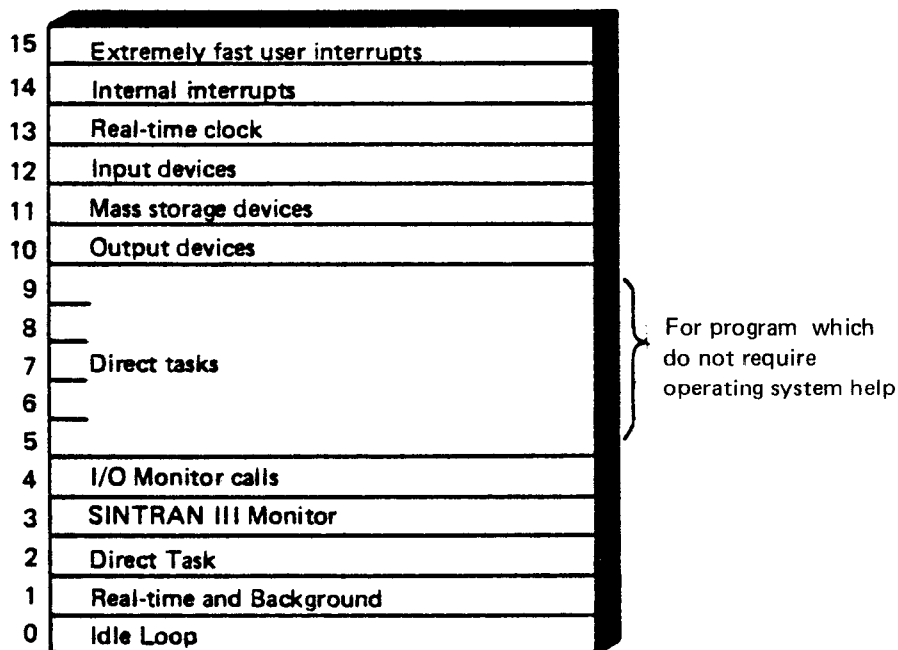 15 Extremely fast user interrupts
14 Internal interrupts
13 Real-time clock
12 Input devices
11 Mass storage devices
10 Output devices
9
8
7 Direct tasks
6
5
For program which
do not require
operating system help
4 I/O Monitor calls
3 SINTRAN III Monitor
2 Direct Task
1 Real-time and Background
0 Idle Loop